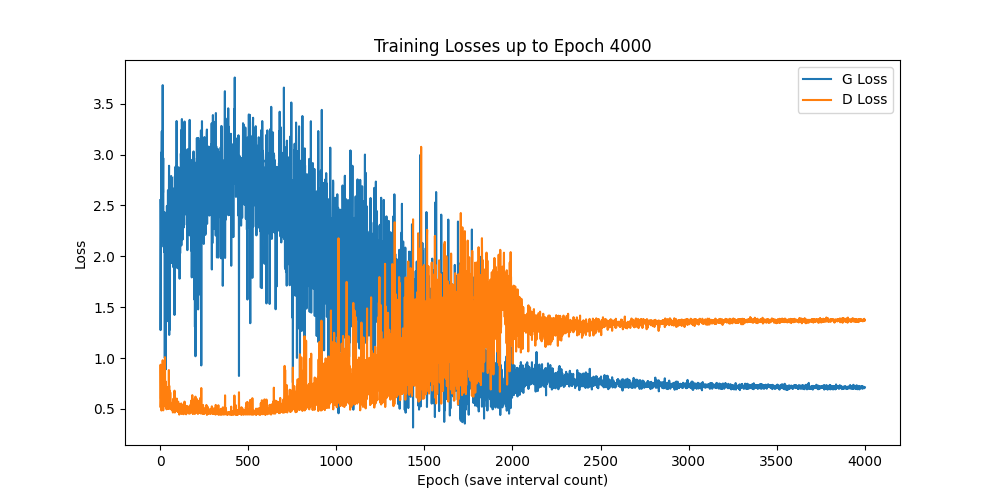 Training Losses up to Epoch 4000
G Loss
D Loss
3.5
3.0
2.5
2.0
1.5
1.0
0.5
Loss
0 500 1000 1500 2000 2500 3000 3500 4000
Epoch (save interval count)